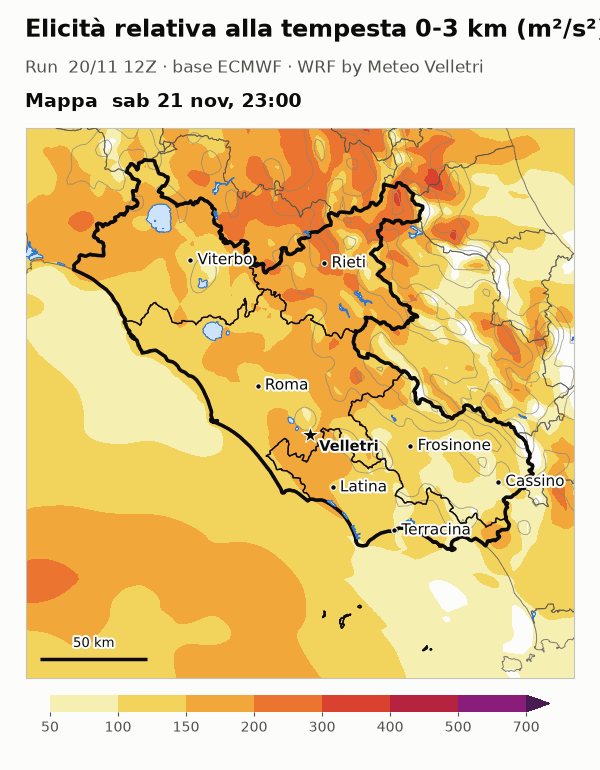 Elicità relativa alla tempesta 0-3 km (m²/s²)
Run  20/11 12Z · base ECMWF · WRF by Meteo Velletri
Mappa  sab 21 nov, 23:00
Viterbo
Rieti
Roma
Velletri
Frosinone
Cassino
Latina
Terracina
50 km
50 100 150 200 300 400 500 700